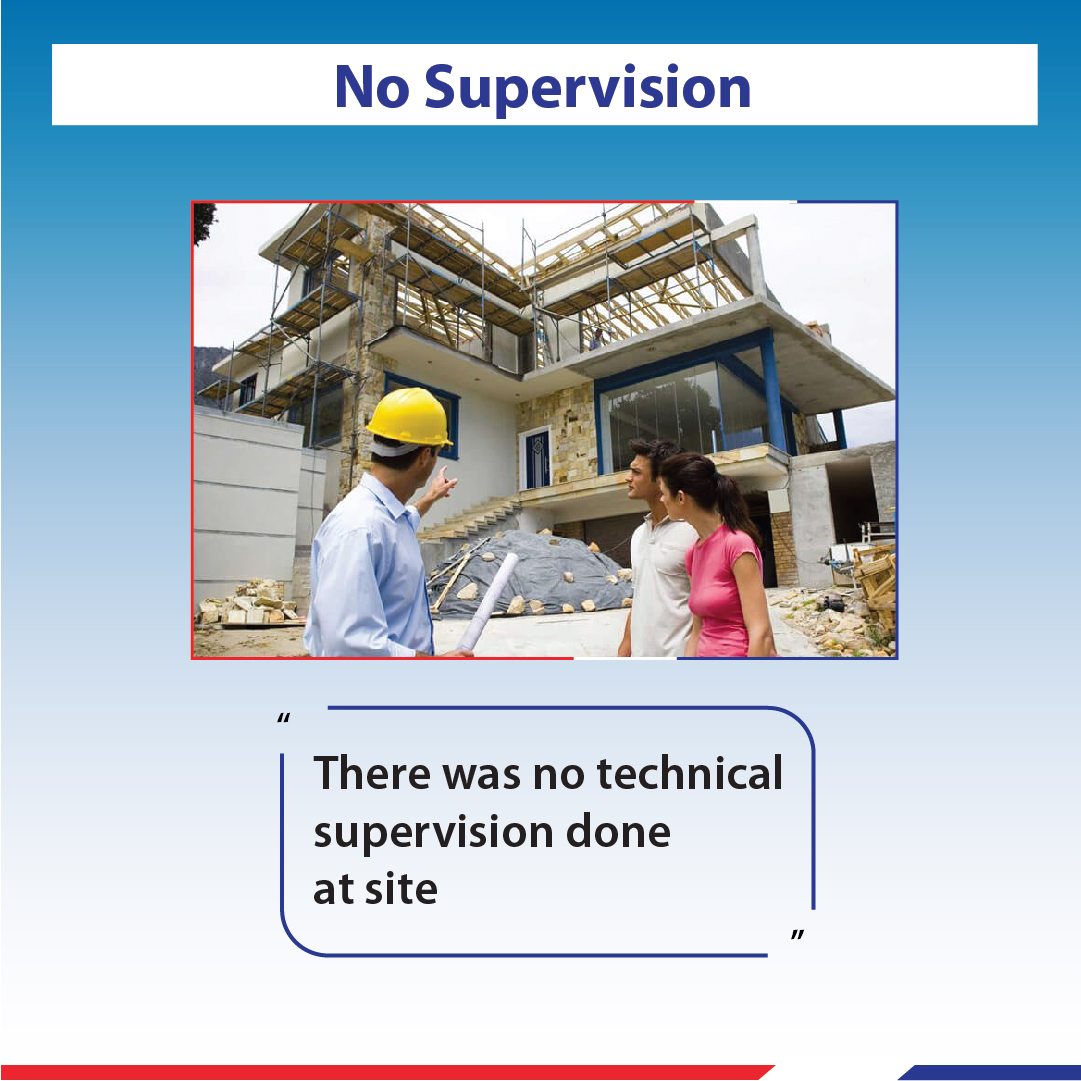 No Supervision
“
There was no technical
supervision done
at site
”